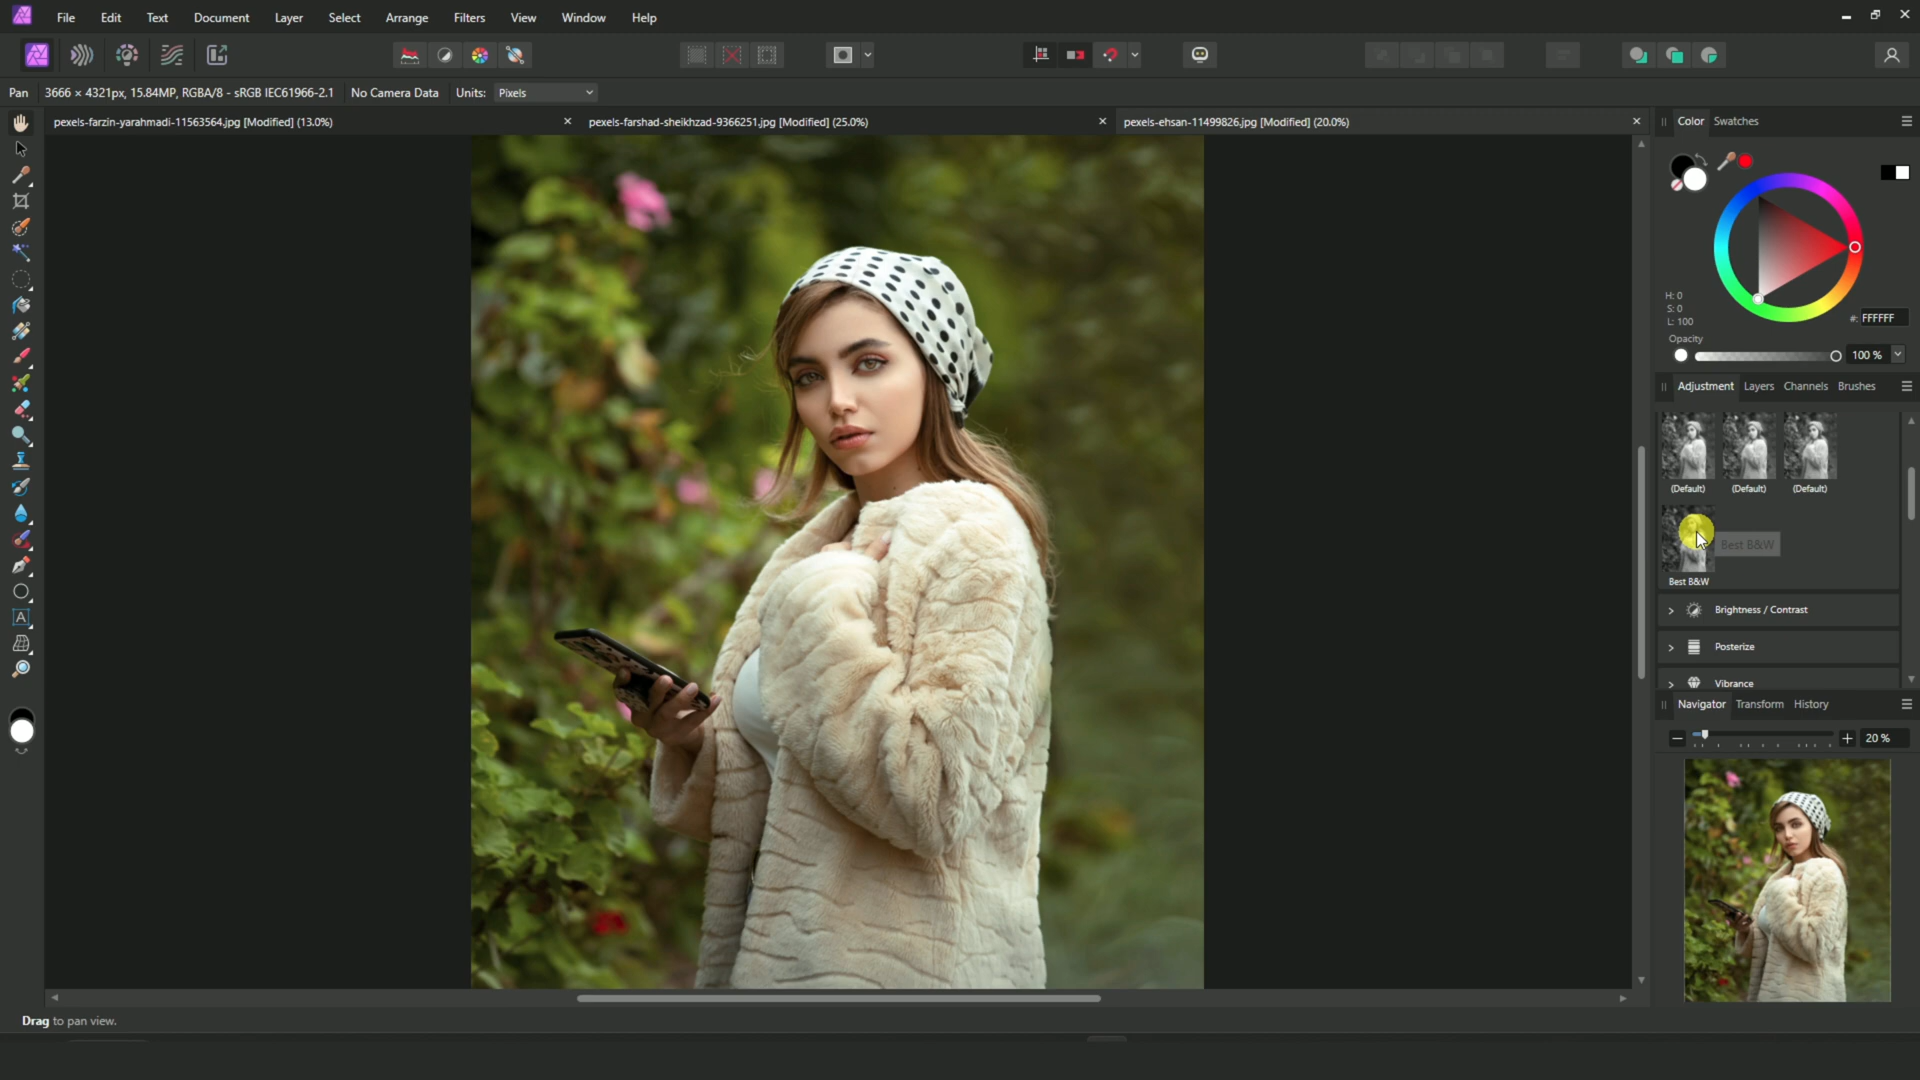 File Edit Text Document Layer Select Arrange Filters View Window Help
Pan 3666 × 4321px, 15.84MP, RGBA/8 - sRGB IEC61966-2.1 No Camera Data Units: Pixels
pexels-farzin-yarahmadi-11563564.jpg [Modified] (13.0%) pexels-farshad-sheikhzad-9366251.jpg [Modified] (25.0%) pexels-ehsan-11499826.jpg [Modified] (20.0%)
Color Swatches
H: 0
S: 0
L: 100
#: FFFFFF
Opacity
100 %
Adjustment Layers Channels Brushes
(Default) (Default) (Default)
Best B&W
Best B&W
Brightness / Contrast
Posterize
Vibrance
Navigator Transform History
20 %
A
Drag to pan view.